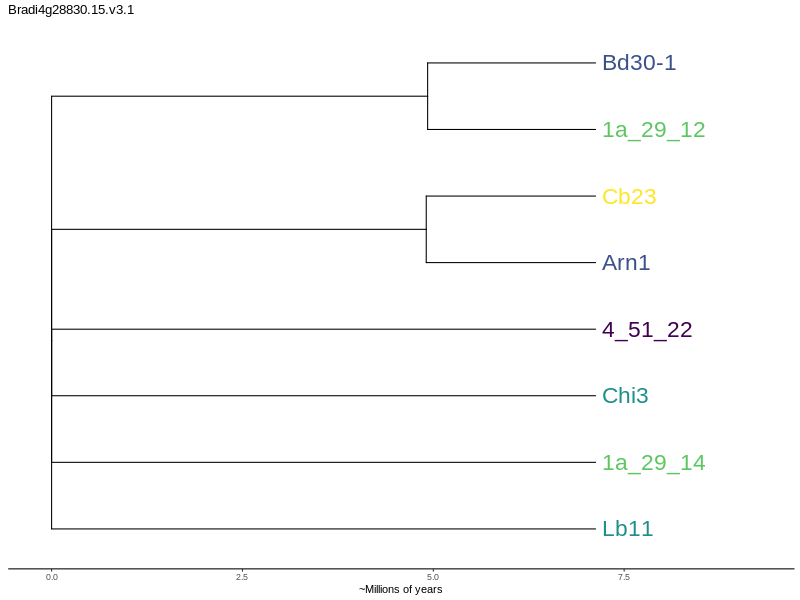 Bradi4g28830.15.v3.1
Bd30-1
1a_29_12
Cb23
Arn1
4_51_22
Chi3
1a_29_14
Lb11
0.0 2.5 5.0 7.5
~Millions of years